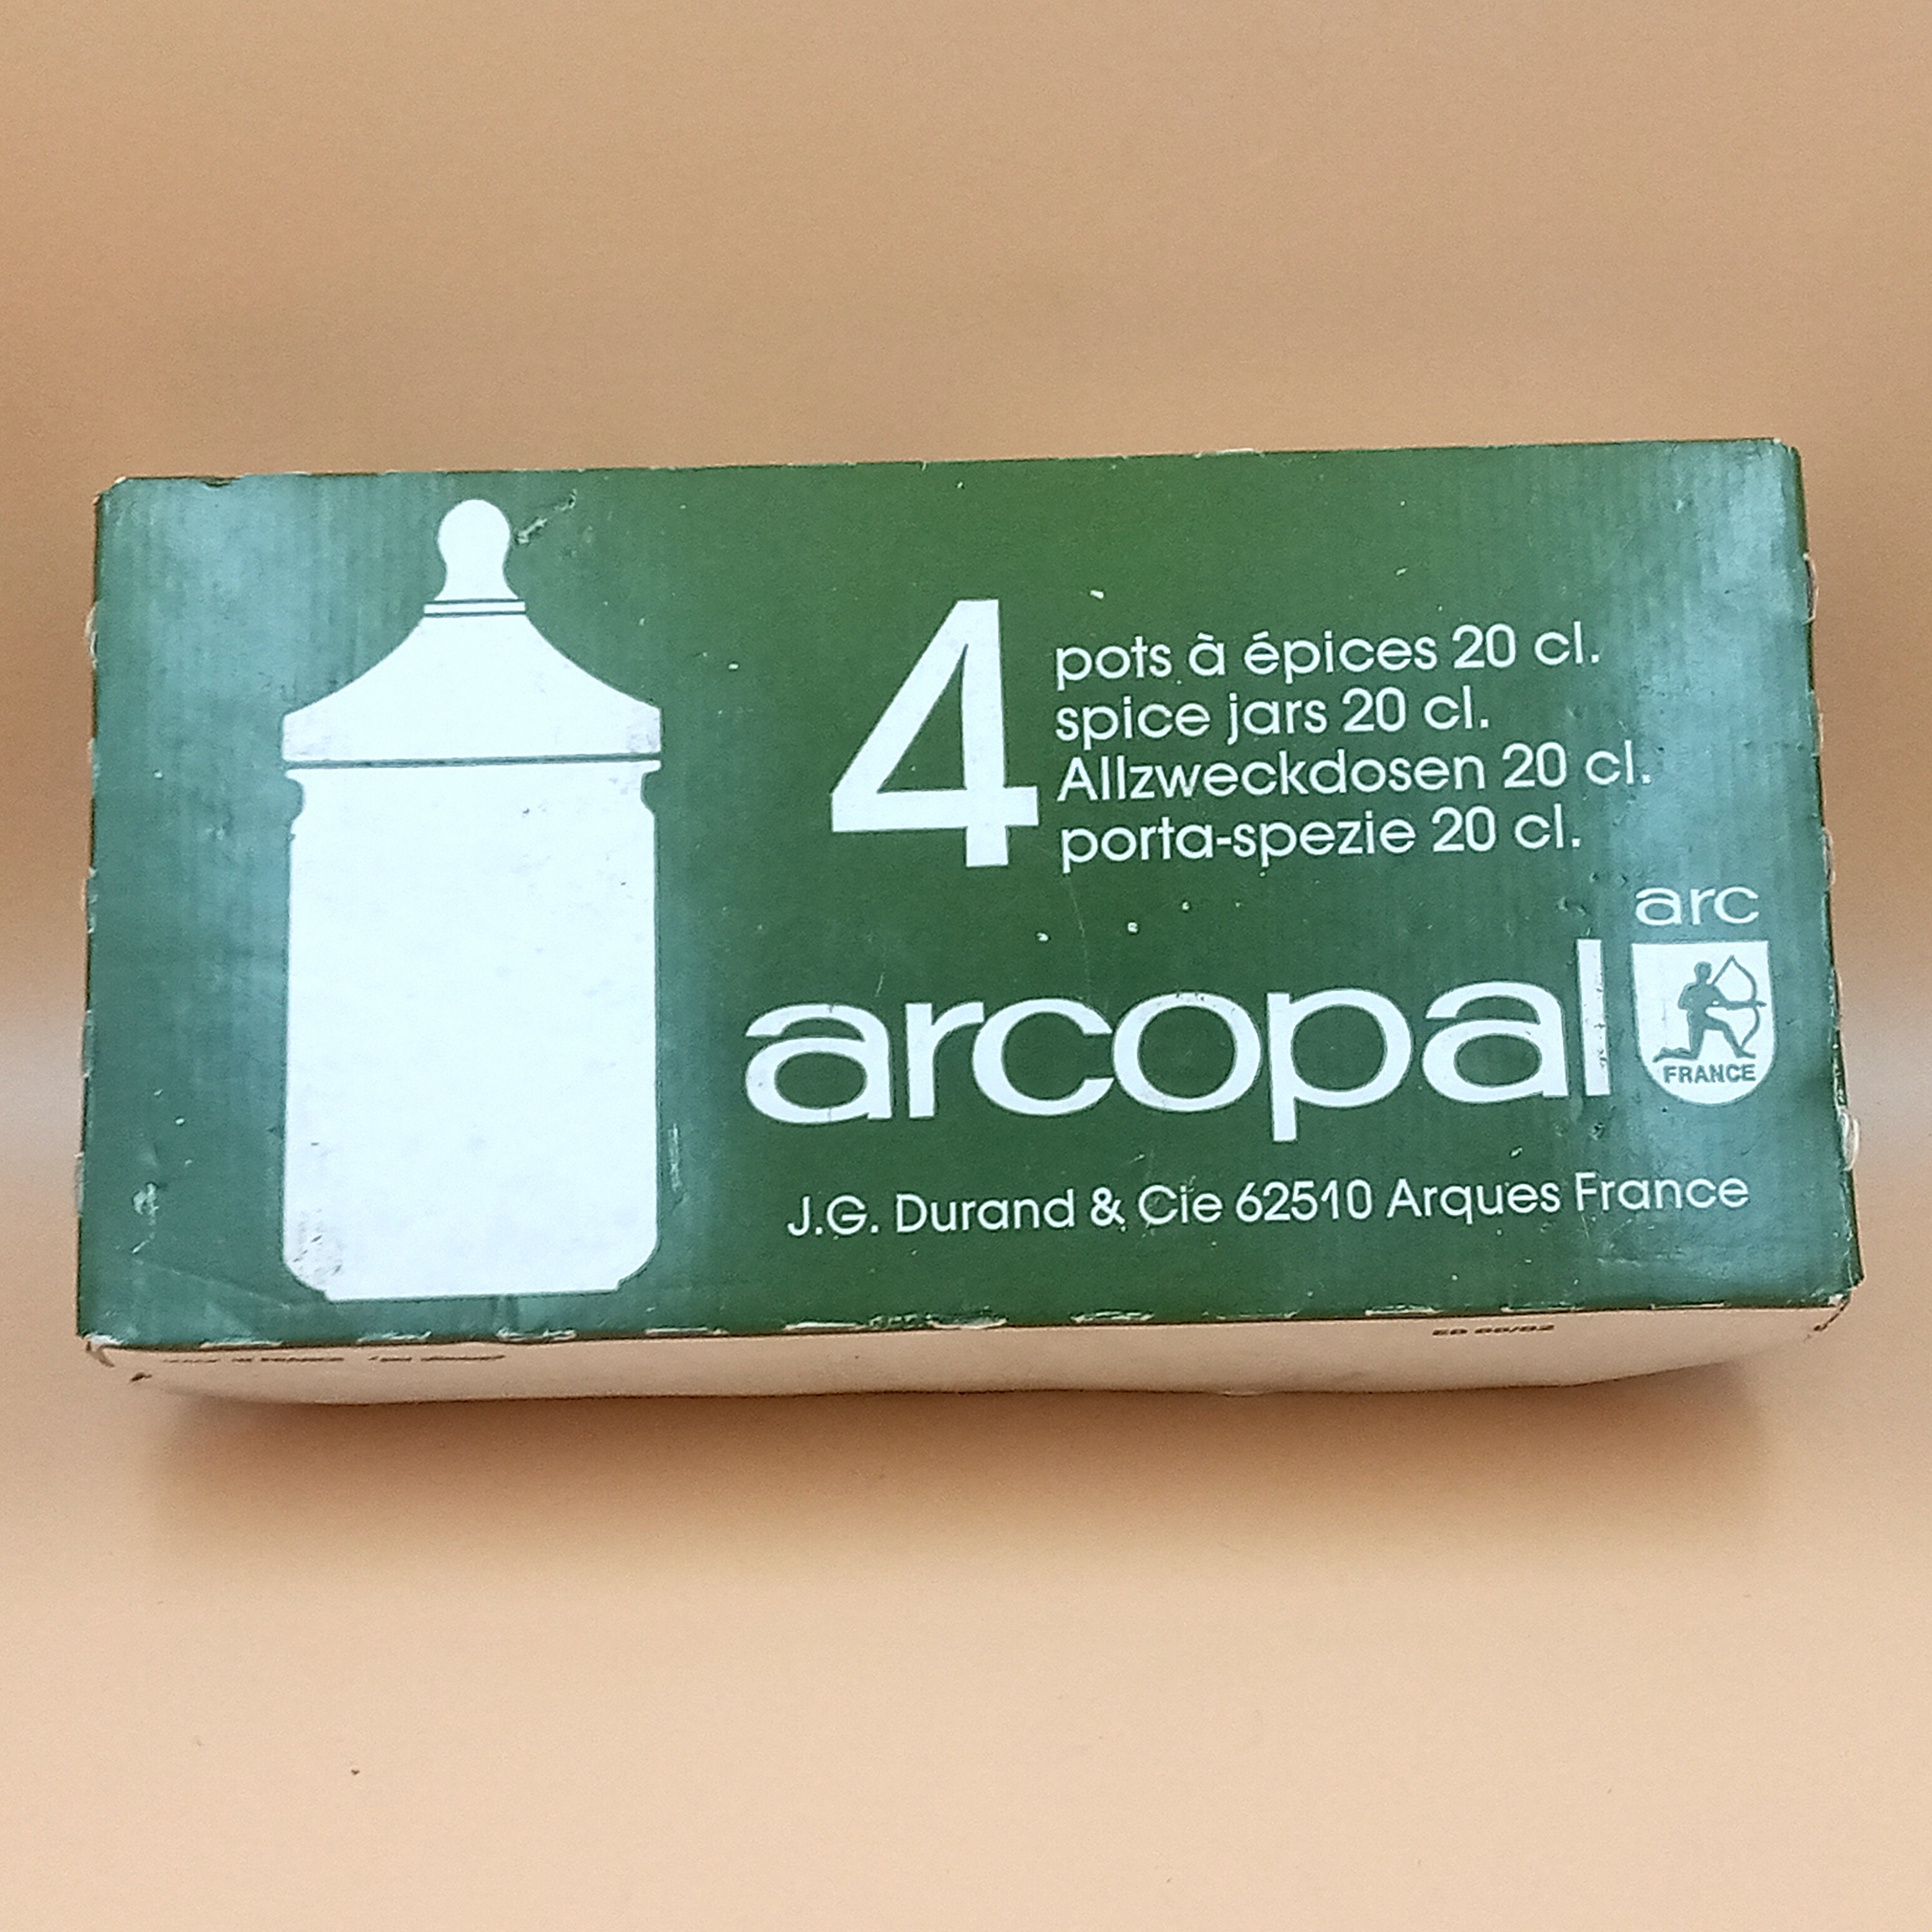 4
pots à épices 20 cl.
spice jars 20 cl.
Allzweckdosen 20 cl.
porta-spezie 20 cl.
arc
arcopal
FRANCE
J.G. Durand & Cie 62510 Arques France